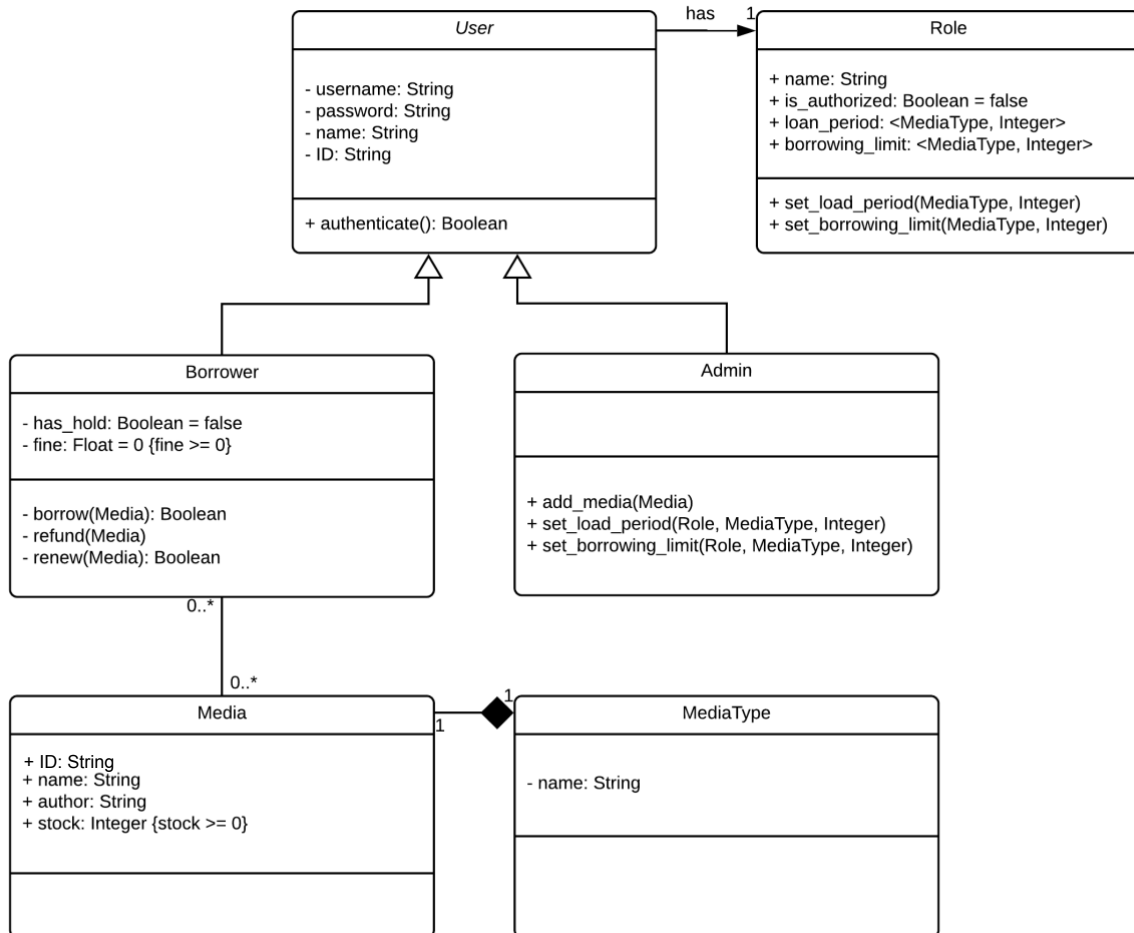 User
- username: String
- password: String
- name: String
- ID: String
+ authenticate(): Boolean
has
1
Role
+ name: String
+ is_authorized: Boolean = false
+ loan_period: <MediaType, Integer>
+ borrowing_limit: <MediaType, Integer>
+ set_load_period(MediaType, Integer)
+ set_borrowing_limit(MediaType, Integer)
Borrower
- has_hold: Boolean = false
- fine: Float = 0 {fine >= 0}
- borrow(Media): Boolean
- refund(Media)
- renew(Media): Boolean
Admin
+ add_media(Media)
+ set_load_period(Role, MediaType, Integer)
+ set_borrowing_limit(Role, MediaType, Integer)
0..*
0..*
Media
+ ID: String
+ name: String
+ author: String
+ stock: Integer {stock >= 0}
1
1
MediaType
- name: String